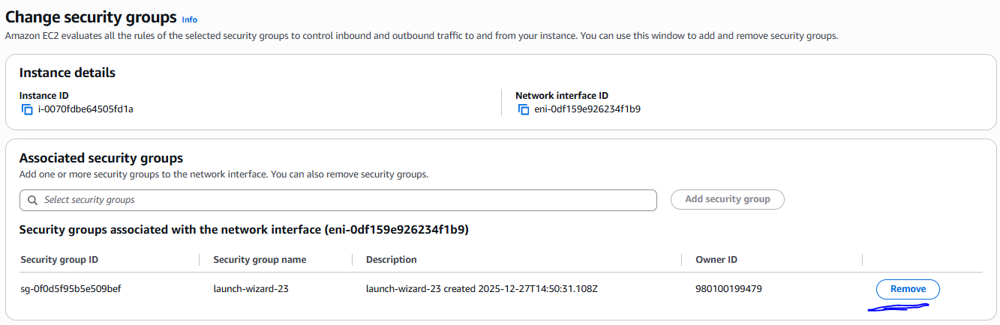 Change security groups Info
Amazon EC2 evaluates all the rules of the selected security groups to control inbound and outbound traffic to and from your instance. You can use this window to add and remove security groups.
Instance details
Instance ID
i-0070fdbe64505fd1a
Network interface ID
eni-0df159e926234f1b9
Associated security groups
Add one or more security groups to the network interface. You can also remove security groups.
Select security groups
Add security group
Security groups associated with the network interface (eni-0df159e926234f1b9)
Security group ID Security group name Description Owner ID
sg-0f0d5f95b5e509bef launch-wizard-23 launch-wizard-23 created 2025-12-27T14:50:31.108Z 980100199479 Remove